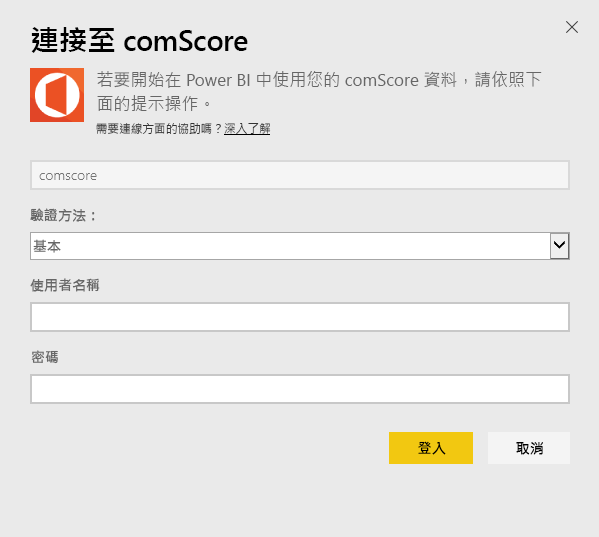 連接至 comScore
若要開始在 Power BI 中使用您的 comScore 資料，請依照下
面的提示操作。
需要連線方面的協助嗎？深入了解
comscore
驗證方法：
基本
使用者名稱
密碼
登入
取消